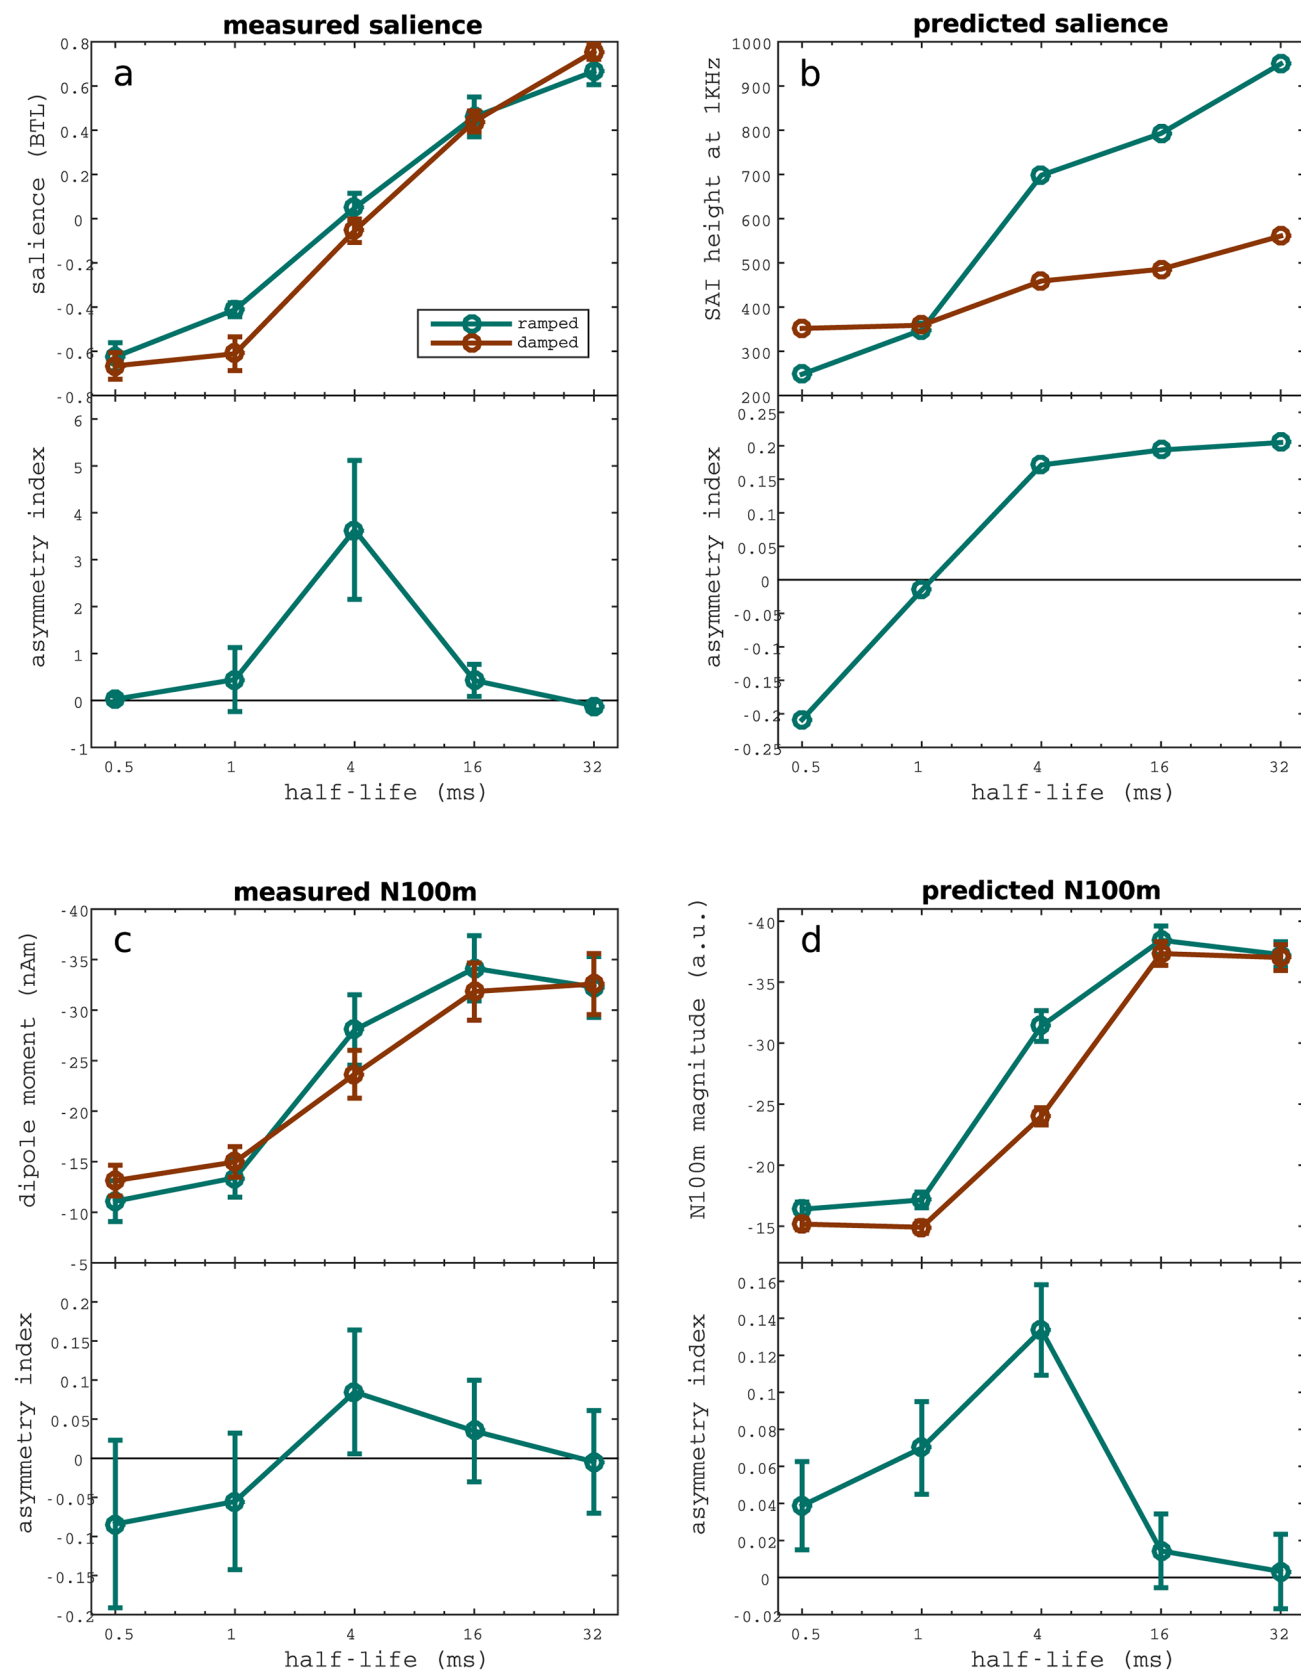 measured salience
a
salience (BTL)
0.8
0.6
0.4
0.2
0
-0.2
-0.4
-0.6
-0.8
ramped
damped
asymmetry index
6
5
4
3
2
1
0
-1
0.5 1 4 16 32
half-life (ms)
predicted salience
b
SAI height at 1KHz
1000
900
800
700
600
500
400
300
200
asymmetry index
0.25
0.2
0.15
0.1
0.05
0
-0.05
-0.1
-0.15
-0.2
-0.25
0.5 1 4 16 32
half-life (ms)
measured N100m
c
dipole moment (nAm)
-40
-35
-30
-25
-20
-15
-10
-5
asymmetry index
0.2
0.15
0.1
0.05
0
-0.05
-0.1
-0.15
-0.2
0.5 1 4 16 32
half-life (ms)
predicted N100m
d
N100m magnitude (a.u.)
-40
-35
-30
-25
-20
-15
asymmetry index
0.16
0.14
0.12
0.1
0.08
0.06
0.04
0.02
0
-0.02
0.5 1 4 16 32
half-life (ms)